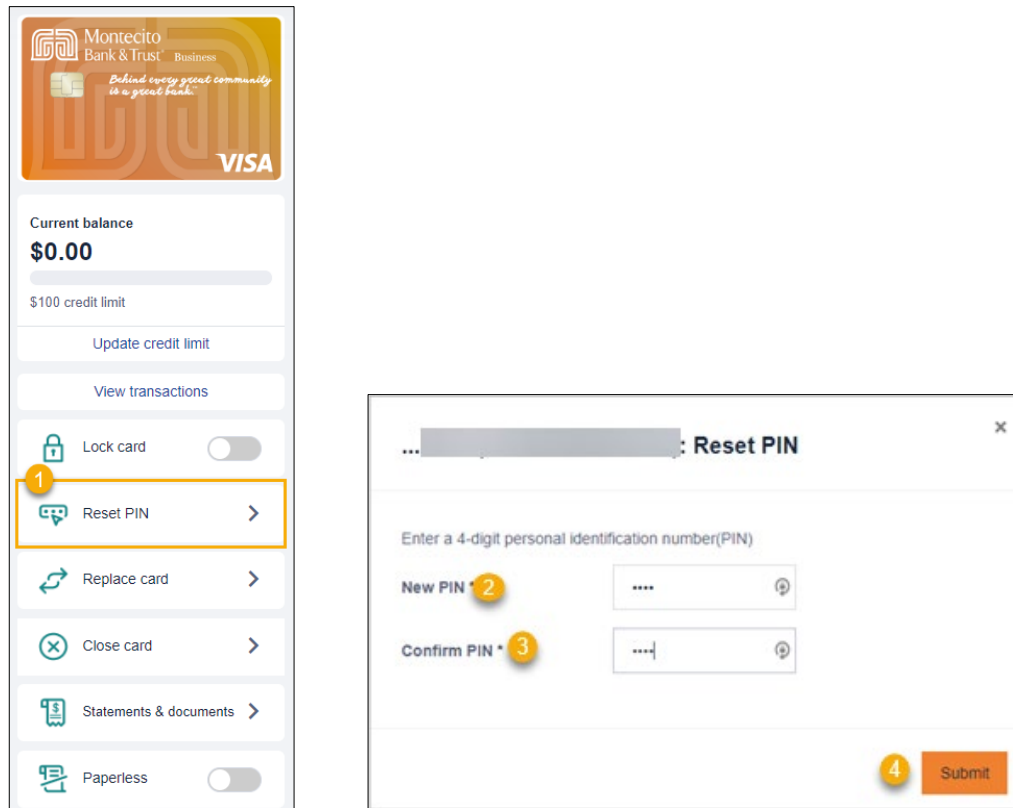 Montecito
Bank & Trust® Business
Behind every great community
is a great bank.℠
VISA
Current balance
$0.00
$100 credit limit
Update credit limit
View transactions
Lock card
1
Reset PIN
Replace card
Close card
Statements & documents
Paperless
...: Reset PIN
×
Enter a 4-digit personal identification number(PIN)
New PIN * 2 ••••
Confirm PIN * 3 ••••
4 Submit